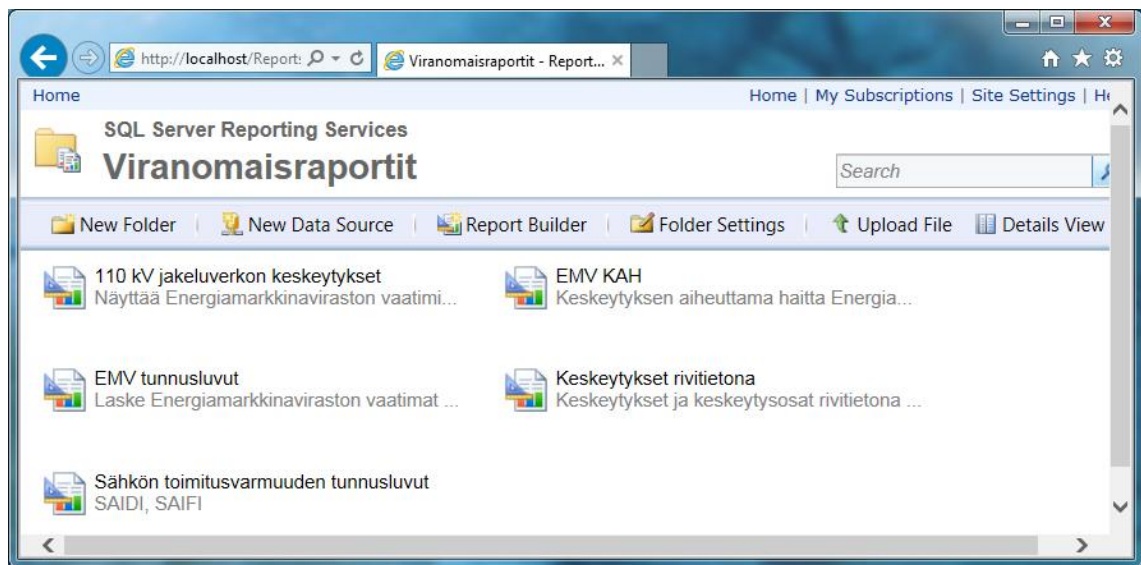 http://localhost/Report:
Viranomaisraportit - Report...
Home
Home | My Subscriptions | Site Settings |
SQL Server Reporting Services
Viranomaisraportit
Search
New Folder
New Data Source
Report Builder
Folder Settings
Upload File
Details View
110 kV jakeluverkon keskeytykset
Näyttää Energiamarkkinaviraston vaatimi...
EMV KAH
Keskeytyksen aiheuttama haitta Energia...
EMV tunnusluvut
Laske Energiamarkkinaviraston vaatimat ...
Keskeytykset rivitietona
Keskeytykset ja keskeytysosat rivitietona ...
Sähkön toimitusvarmuuden tunnusluvut
SAIDI, SAIFI